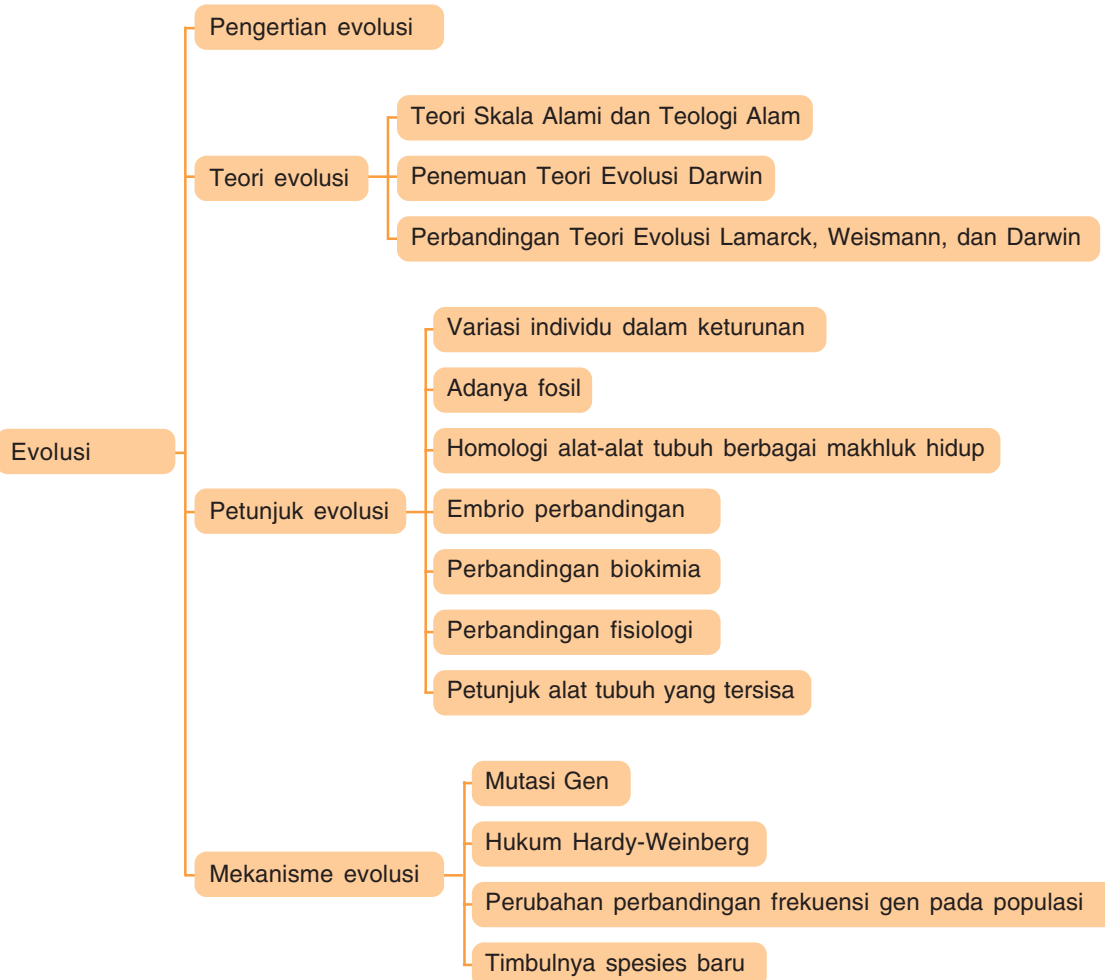 Evolusi
Pengertian evolusi
Teori evolusi
Teori Skala Alami dan Teologi Alam
Penemuan Teori Evolusi Darwin
Perbandingan Teori Evolusi Lamarck, Weismann, dan Darwin
Petunjuk evolusi
Variasi individu dalam keturunan
Adanya fosil
Homologi alat-alat tubuh berbagai makhluk hidup
Embrio perbandingan
Perbandingan biokimia
Perbandingan fisiologi
Petunjuk alat tubuh yang tersisa
Mekanisme evolusi
Mutasi Gen
Hukum Hardy-Weinberg
Perubahan perbandingan frekuensi gen pada populasi
Timbulnya spesies baru